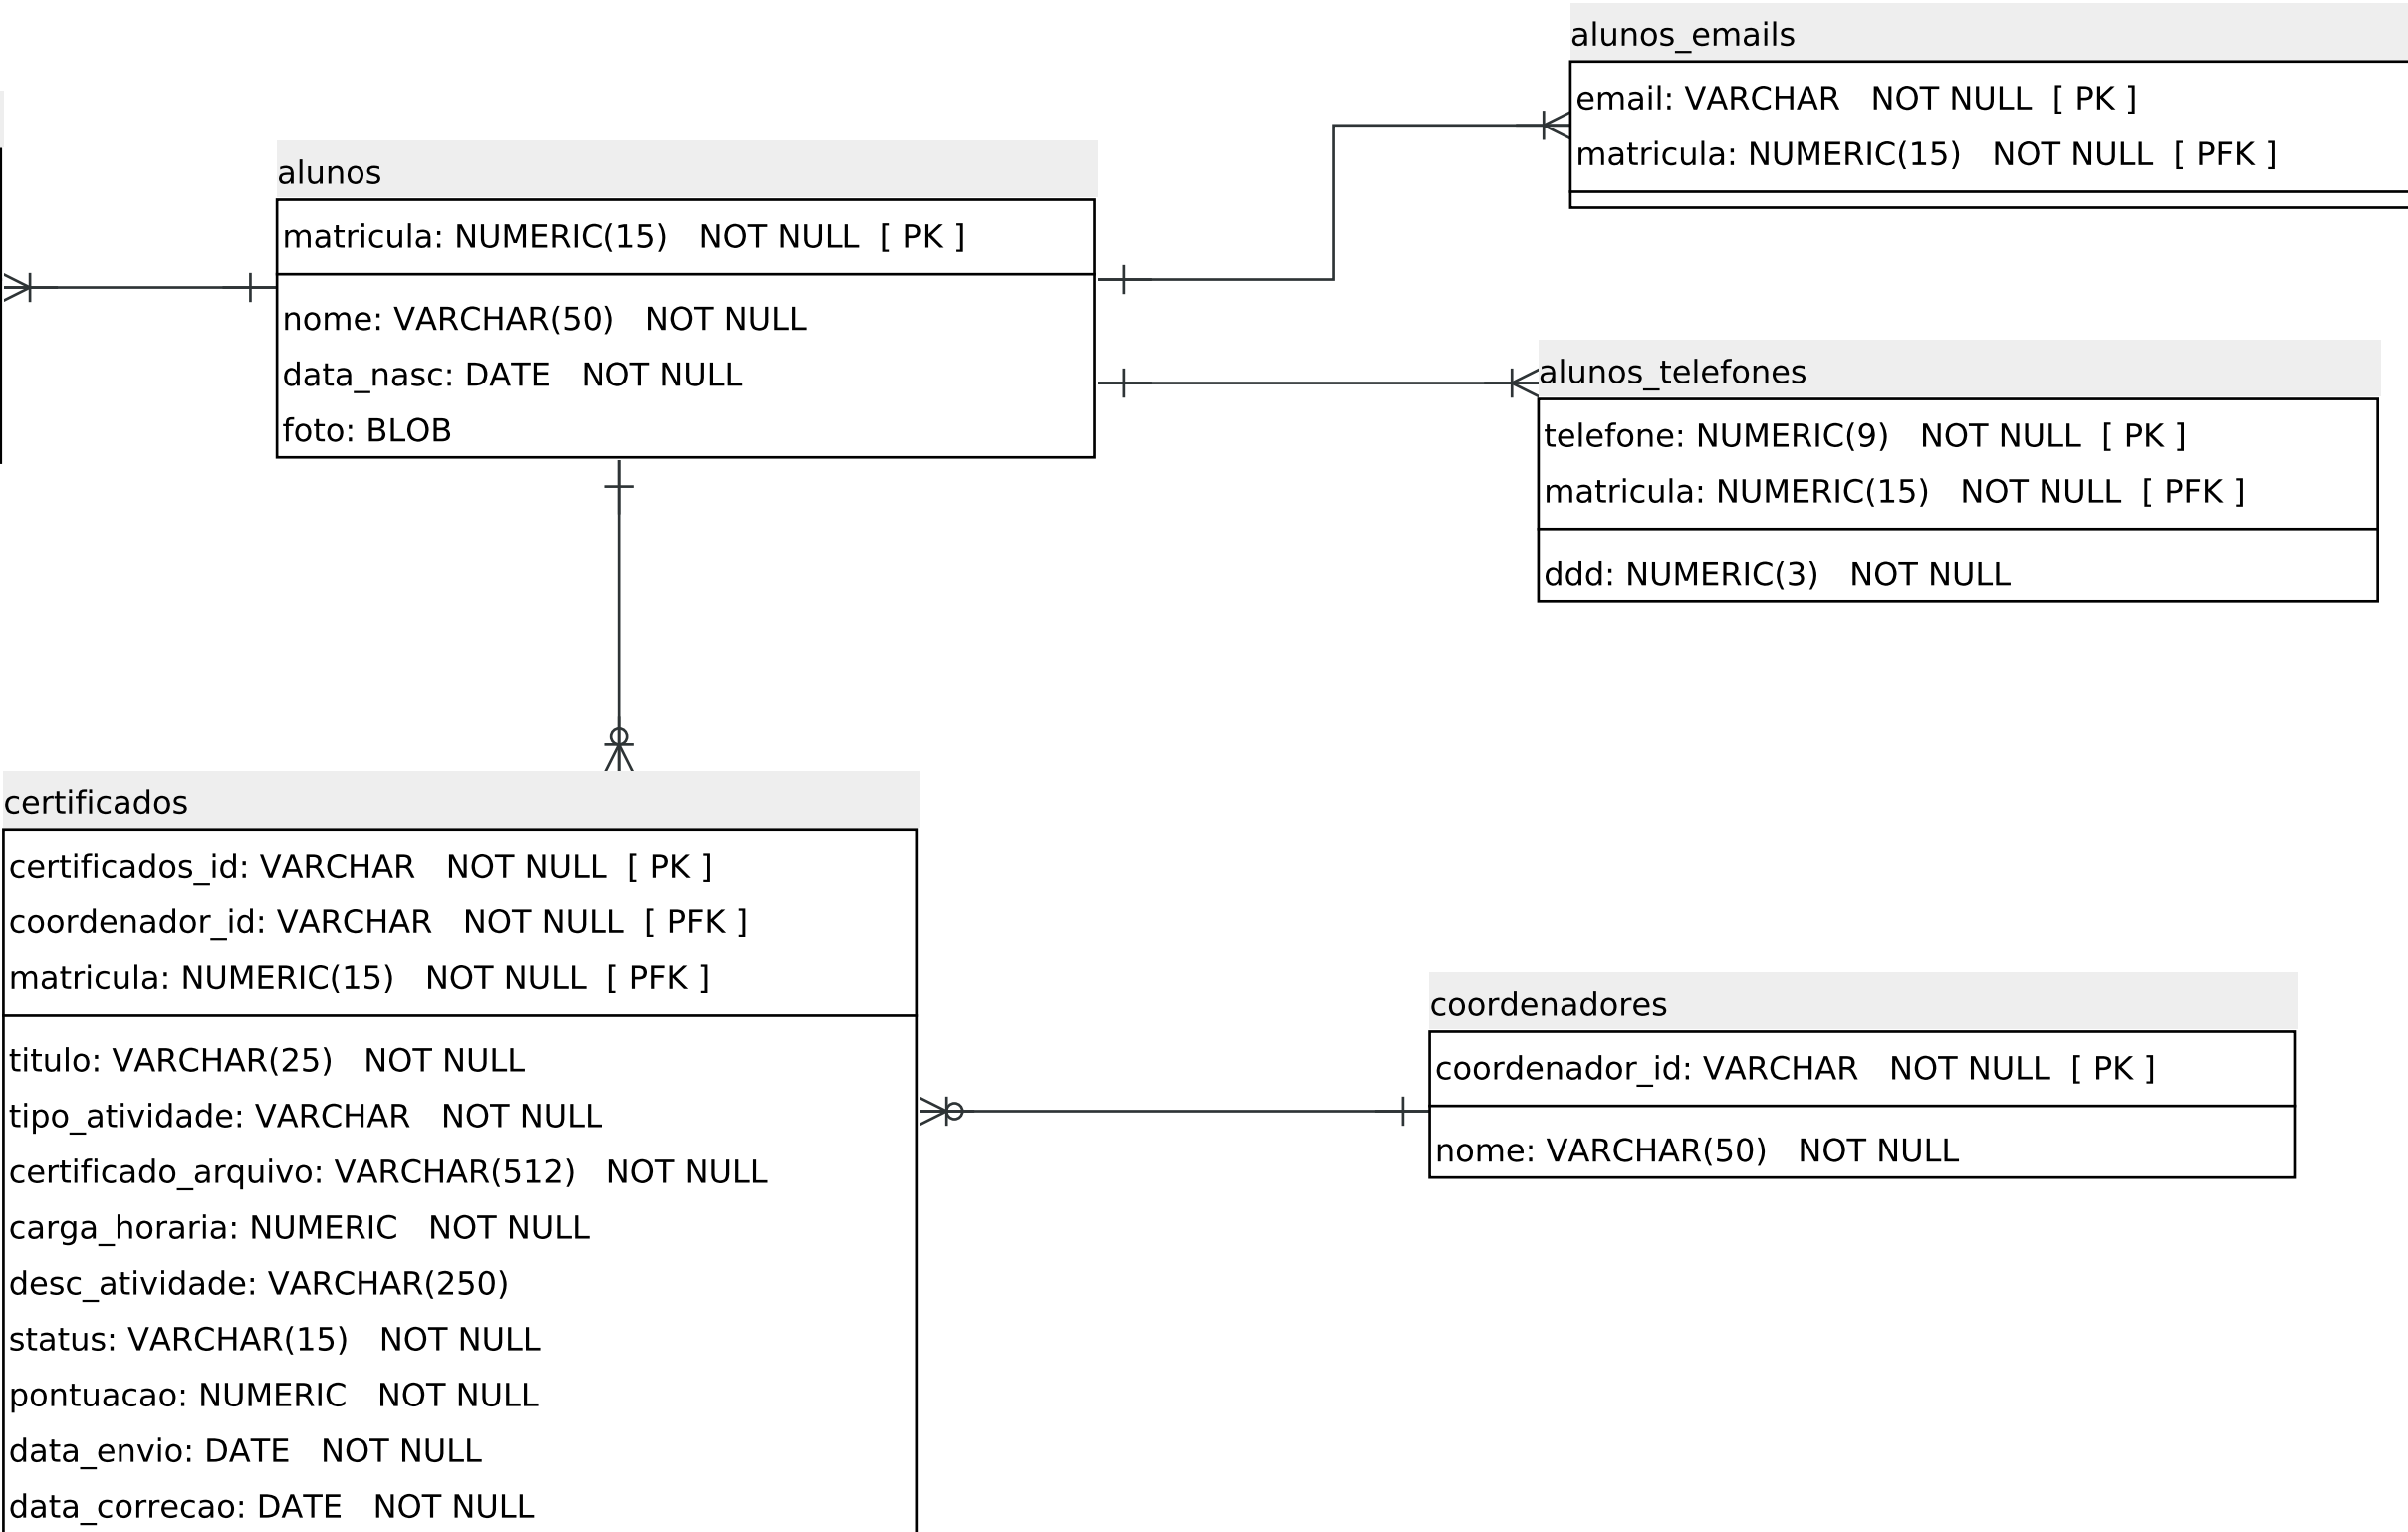 alunos_emails
email: VARCHAR NOT NULL [ PK ]
matricula: NUMERIC(15) NOT NULL [ PFK ]
alunos
matricula: NUMERIC(15) NOT NULL [ PK ]
nome: VARCHAR(50) NOT NULL
data_nasc: DATE NOT NULL
foto: BLOB
alunos_telefones
telefone: NUMERIC(9) NOT NULL [ PK ]
matricula: NUMERIC(15) NOT NULL [ PFK ]
ddd: NUMERIC(3) NOT NULL
certificados
certificados_id: VARCHAR NOT NULL [ PK ]
coordenador_id: VARCHAR NOT NULL [ PFK ]
matricula: NUMERIC(15) NOT NULL [ PFK ]
titulo: VARCHAR(25) NOT NULL
tipo_atividade: VARCHAR NOT NULL
certificado_arquivo: VARCHAR(512) NOT NULL
carga_horaria: NUMERIC NOT NULL
desc_atividade: VARCHAR(250)
status: VARCHAR(15) NOT NULL
pontuacao: NUMERIC NOT NULL
data_envio: DATE NOT NULL
data_correcao: DATE NOT NULL
coordenadores
coordenador_id: VARCHAR NOT NULL [ PK ]
nome: VARCHAR(50) NOT NULL